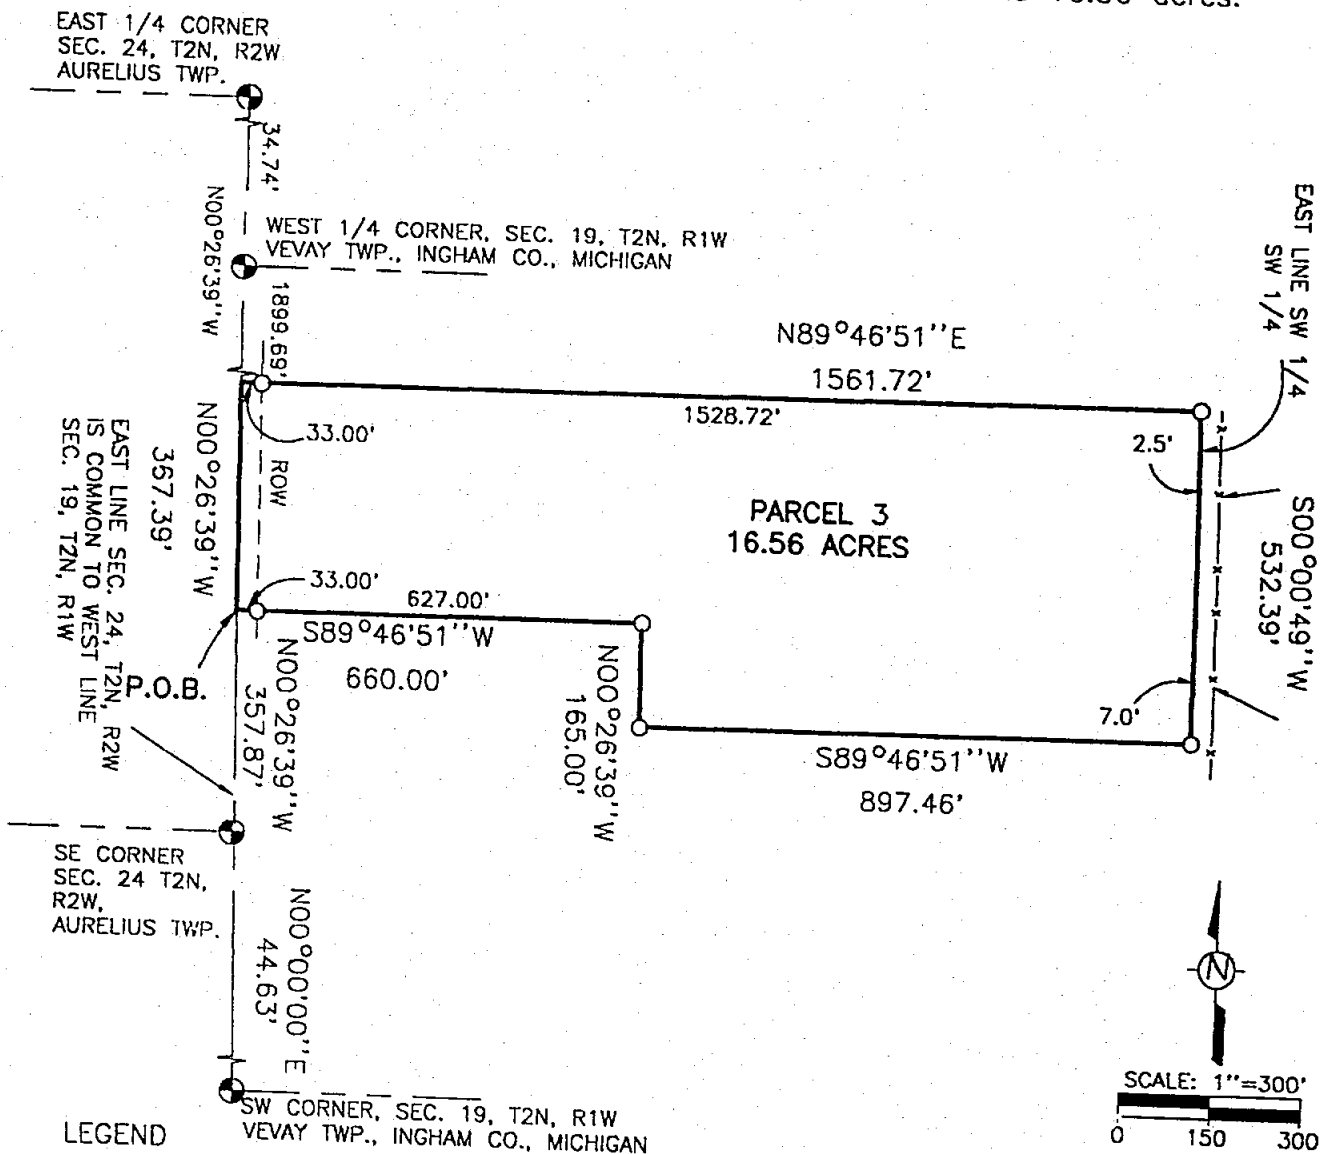 acres.
EAST 1/4 CORNER
SEC. 24, T2N, R2W
AURELIUS TWP.
34.74'
N00°26'39''W
WEST 1/4 CORNER, SEC. 19, T2N, R1W
VEVAY TWP., INGHAM CO., MICHIGAN
1899.69'
EAST LINE SW 1/4
SW 1/4
N89°46'51''E
1561.72'
1528.72'
33.00'
ROW
2.5'
N00°26'39''W
367.39'
EAST LINE SEC. 24, T2N, R2W
IS COMMON TO WEST LINE
SEC. 19, T2N, R1W
PARCEL 3
16.56 ACRES
S00°00'49''W
532.39'
33.00'
627.00'
S89°46'51''W
660.00'
P.O.B.
N00°26'39''W
357.87'
N00°26'39''W
165.00'
7.0'
S89°46'51''W
897.46'
SE CORNER
SEC. 24 T2N,
R2W,
AURELIUS TWP.
N00°00'00''E
44.63'
N
SCALE: 1''=300'
0 150 300
SW CORNER, SEC. 19, T2N, R1W
VEVAY TWP., INGHAM CO., MICHIGAN
LEGEND